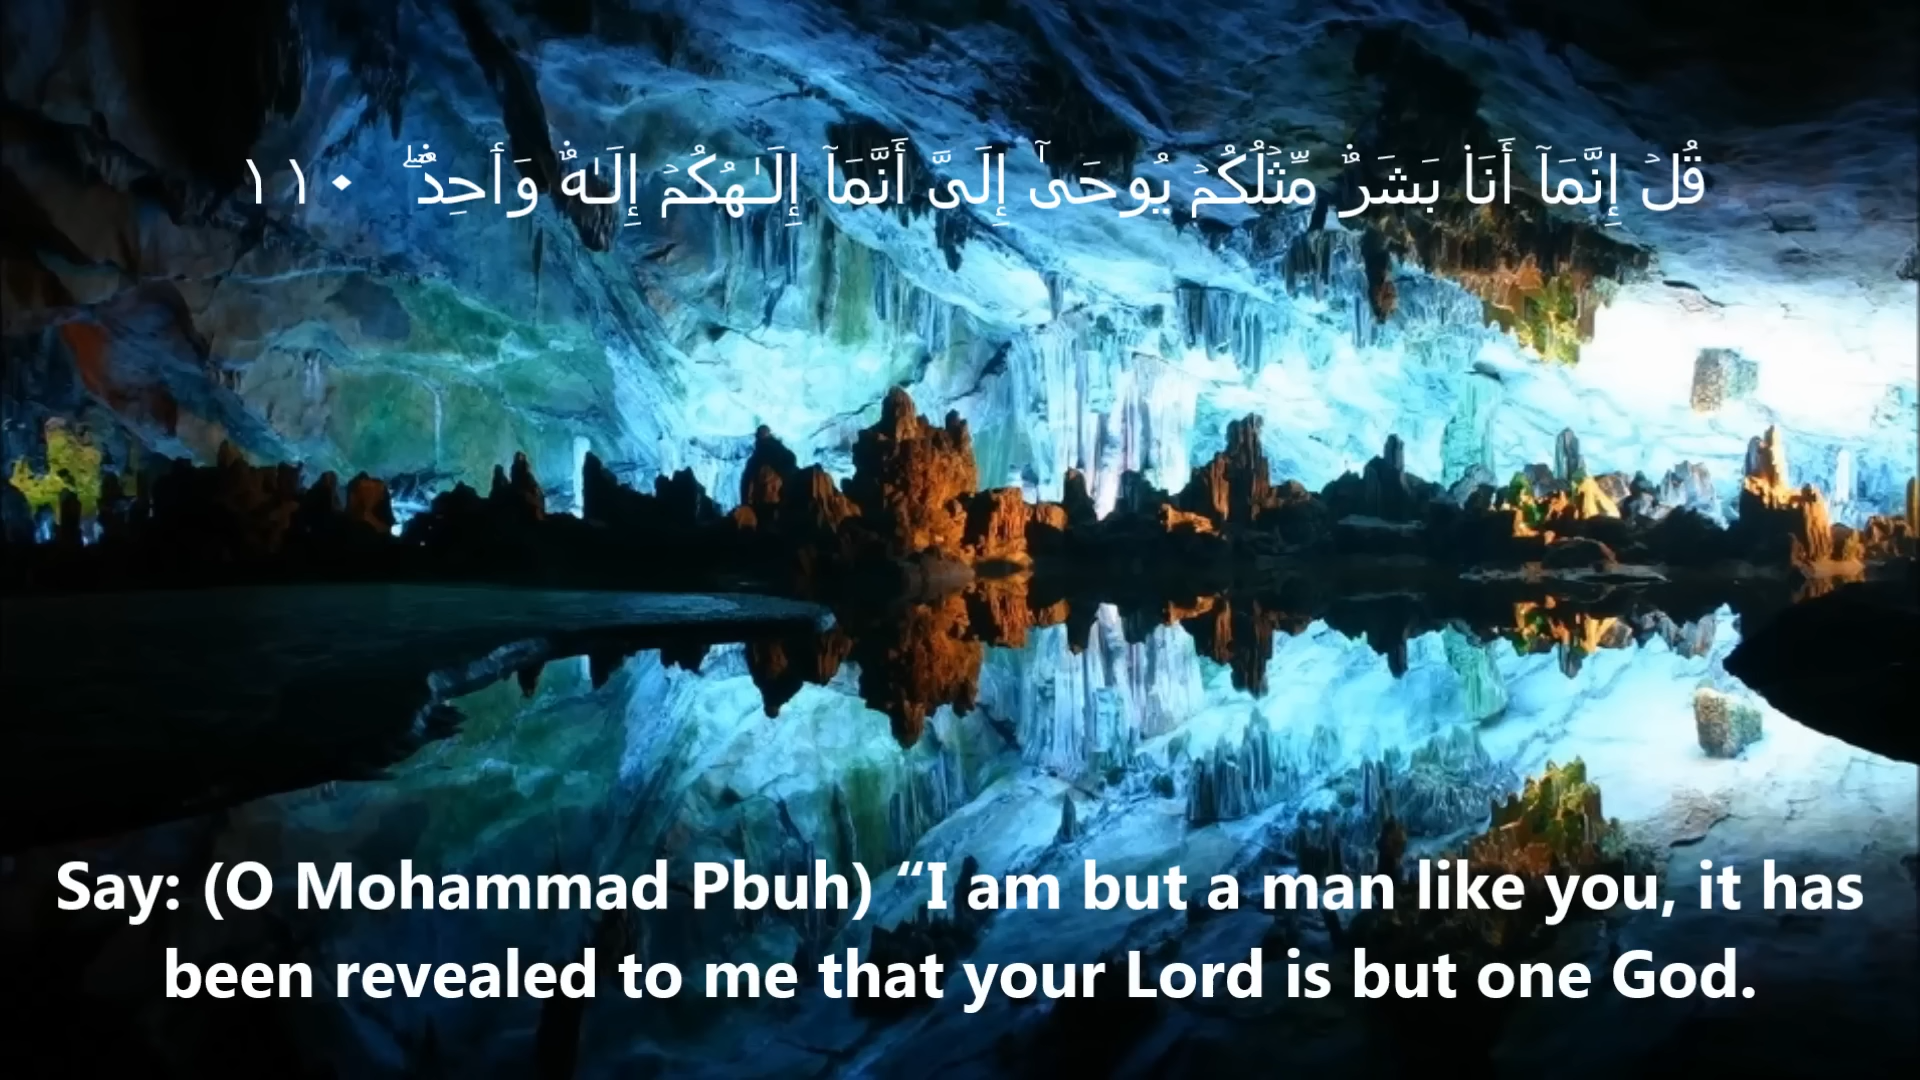 قُلۡ إِنَّمَآ أَنَا۟ بَشَرٌ۬ مِّثۡلُكُمۡ يُوحَىٰٓ إِلَىَّ أَنَّمَآ إِلَـٰهُكُمۡ إِلَـٰهٌ۬ وَأحِدٌ۬‌ۖ ١١٠
Say: (O Mohammad Pbuh) “I am but a man like you, it has
been revealed to me that your Lord is but one God.